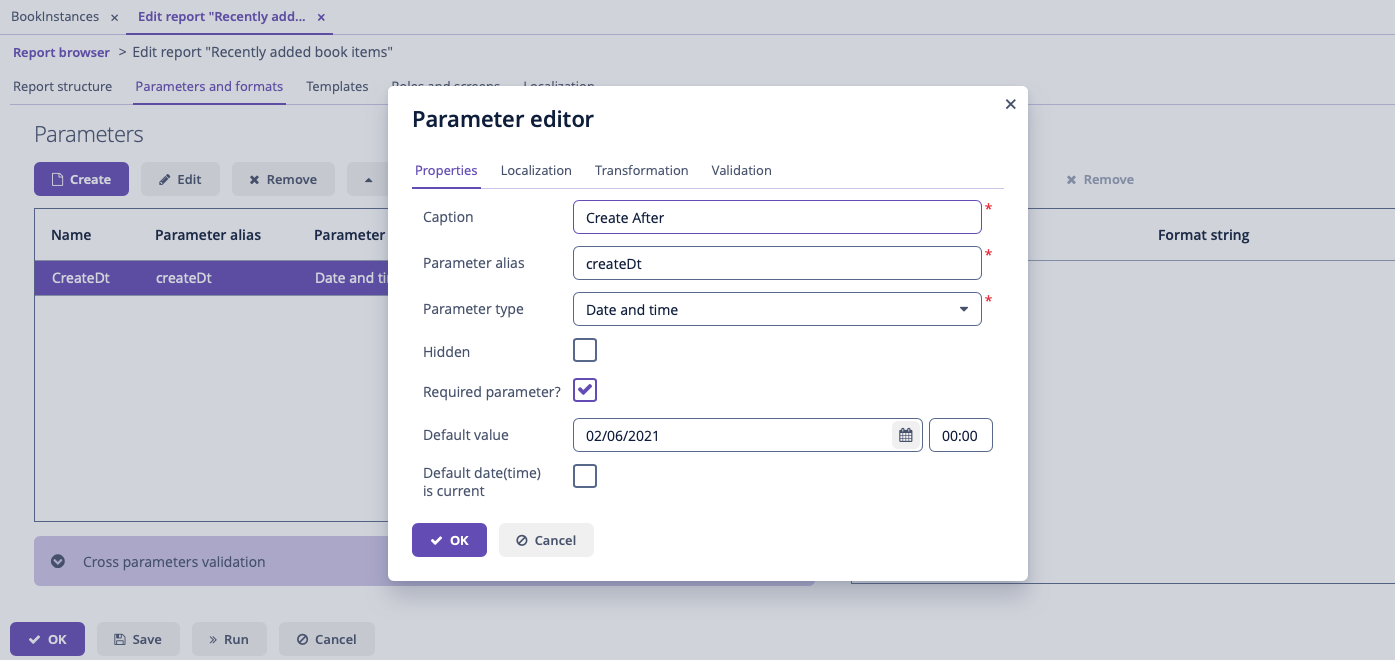 BookInstances
Edit report "Recently add...
Report browser > Edit report "Recently added book items"
Report structure
Parameters and formats
Templates
Roles and screens
Localization
Parameters
Create
Edit
Remove
Remove
Name
Parameter alias
Parameter
Format string
CreateDt
createDt
Date and ti
Cross parameters validation
Parameter editor
Properties
Localization
Transformation
Validation
Caption
Create After
*
Parameter alias
createDt
*
Parameter type
Date and time
*
Hidden
Required parameter?
Default value
02/06/2021
00:00
Default date(time)
is current
OK
Cancel
OK
Save
Run
Cancel